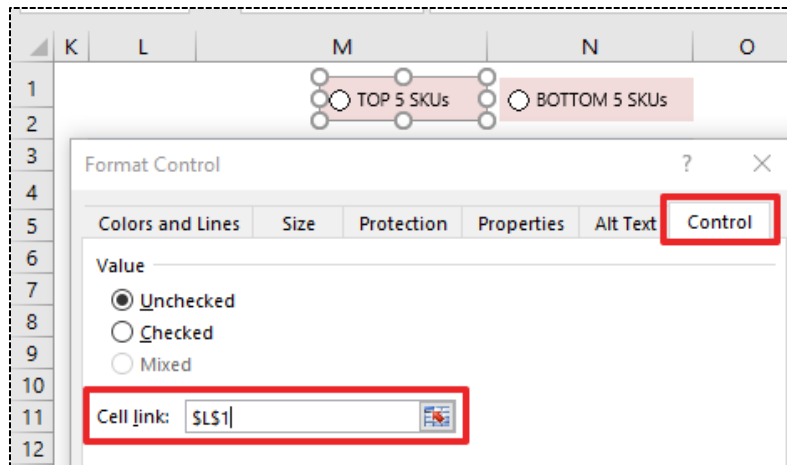 K L M N O
1 TOP 5 SKUs BOTTOM 5 SKUs
2
3 Format Control ? ×
4
5 Colors and Lines Size Protection Properties Alt Text Control
6 Value
7 Unchecked
8 Checked
9 Mixed
10
11 Cell link: $L$1
12